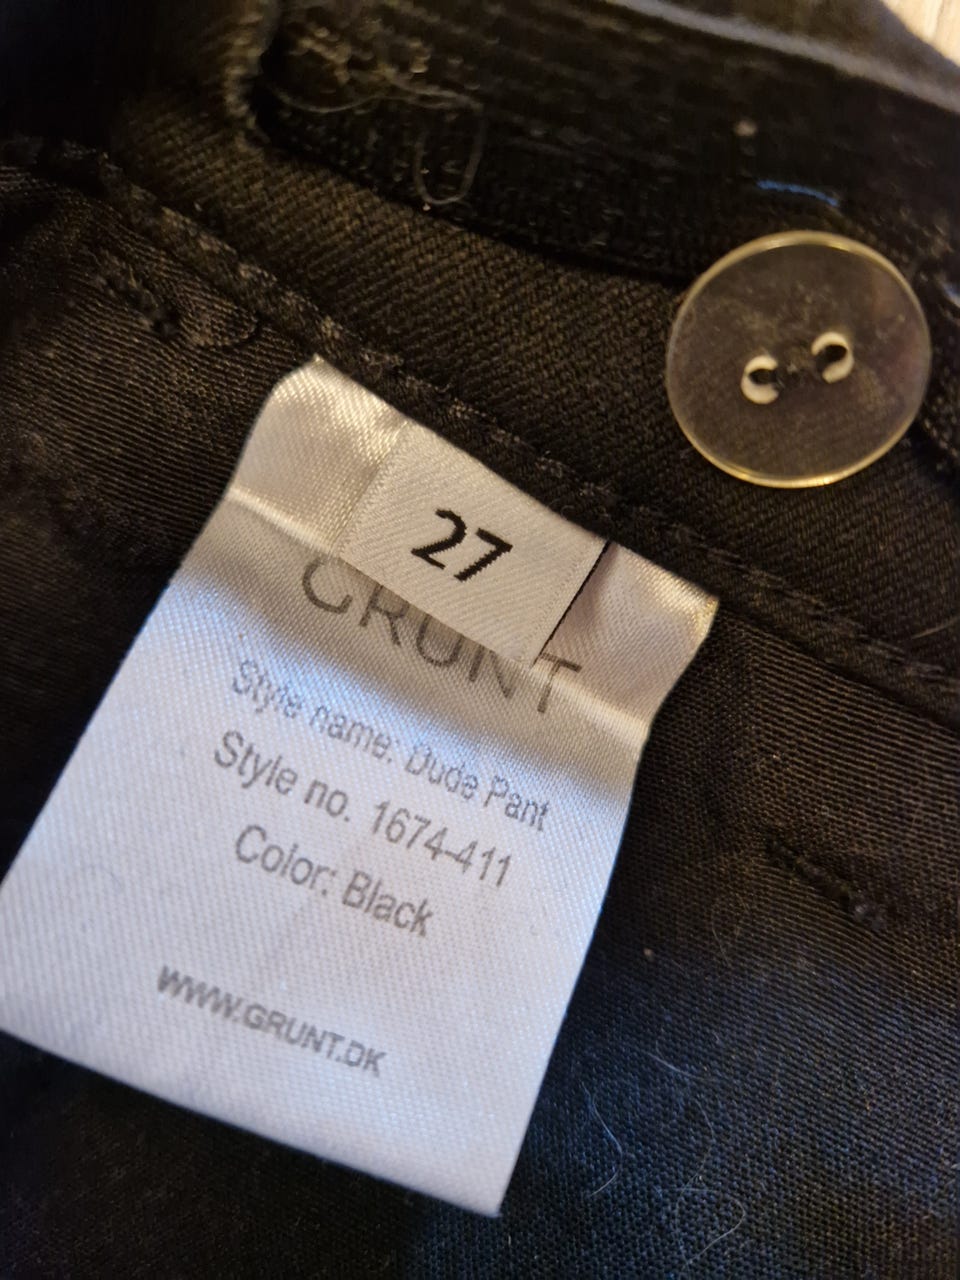 27
GRUNT
Style name: Dude Pant
Style no. 1674-411
Color: Black
WWW.GRUNT.DK